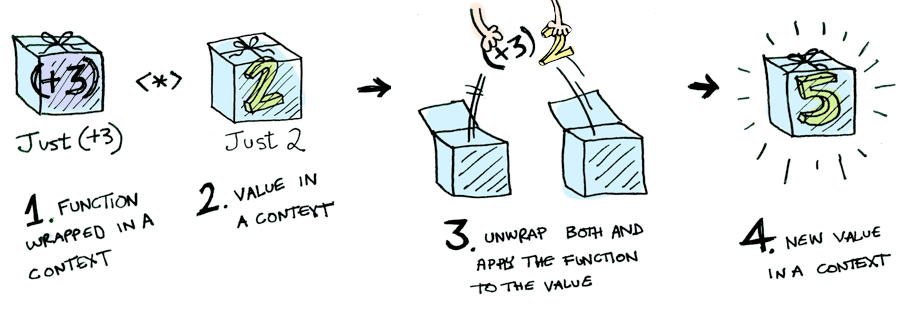 (+3)
<*>
2
Just (+3)
Just 2
1. FUNCTION
WRAPPED IN A
CONTEXT
2. VALUE IN
A CONTEXT
(+3) 2
3. UNWRAP BOTH AND
APPLY THE FUNCTION
TO THE VALUE
5
4. NEW VALUE
IN A CONTEXT